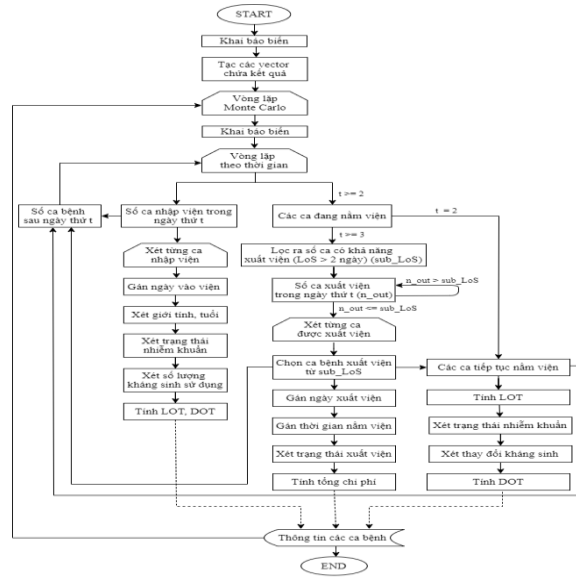 START
Khai báo biến
Tạc các vector
chứa kết quả
Vòng lặp
Monte Carlo
Khai báo biến
Vòng lặp
theo thời gian
t >= 2
Số ca bệnh
sau ngày thứ t
Số ca nhập viện trong
ngày thứ t
Các ca đang nằm viện
t = 2
t >= 3
Xét từng ca
nhập viện
Lọc ra số ca có khả năng
xuất viện (LoS > 2 ngày) (sub_LoS)
Gán ngày vào viện
Số ca xuất viện
trong ngày thứ t (n_out)
n_out > sub_LoS
n_out <= sub_LoS
Xét giới tính, tuổi
Xét từng ca
được xuất viện
Xét trạng thái
nhiễm khuẩn
Chọn ca bệnh xuất viện
từ sub_LoS
Các ca tiếp tục nằm viện
Xét số lượng
kháng sinh sử dụng
Gán ngày xuất viện
Tính LOT
Tính LOT, DOT
Gán thời gian nằm viện
Xét trạng thái nhiễm khuẩn
Xét trạng thái xuất viện
Xét thay đổi kháng sinh
Tính tổng chi phí
Tính DOT
Thông tin các ca bệnh
END